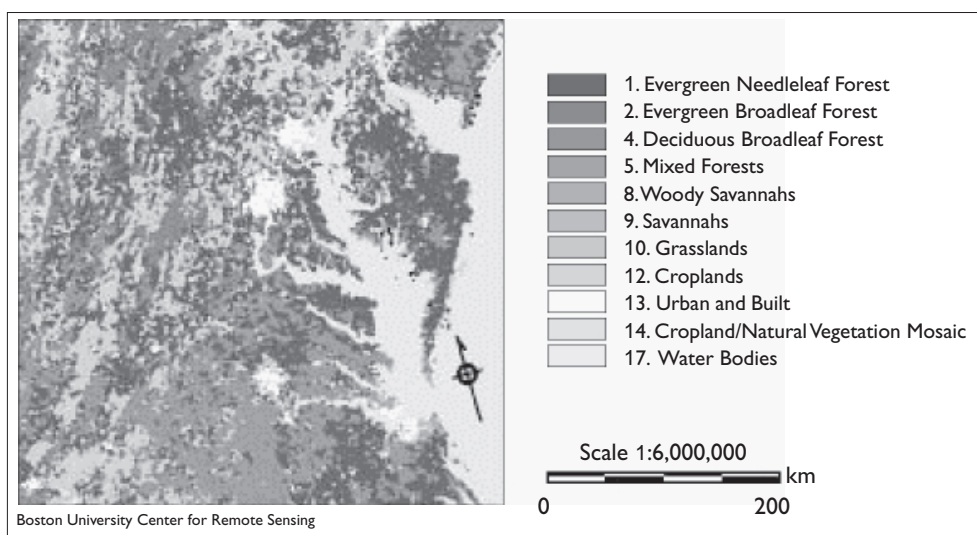 1. Evergreen Needleleaf Forest
2. Evergreen Broadleaf Forest
4. Deciduous Broadleaf Forest
5. Mixed Forests
8. Woody Savannahs
9. Savannahs
10. Grasslands
12. Croplands
13. Urban and Built
14. Cropland/Natural Vegetation Mosaic
17. Water Bodies
Scale 1:6,000,000
km
0 200
Boston University Center for Remote Sensing